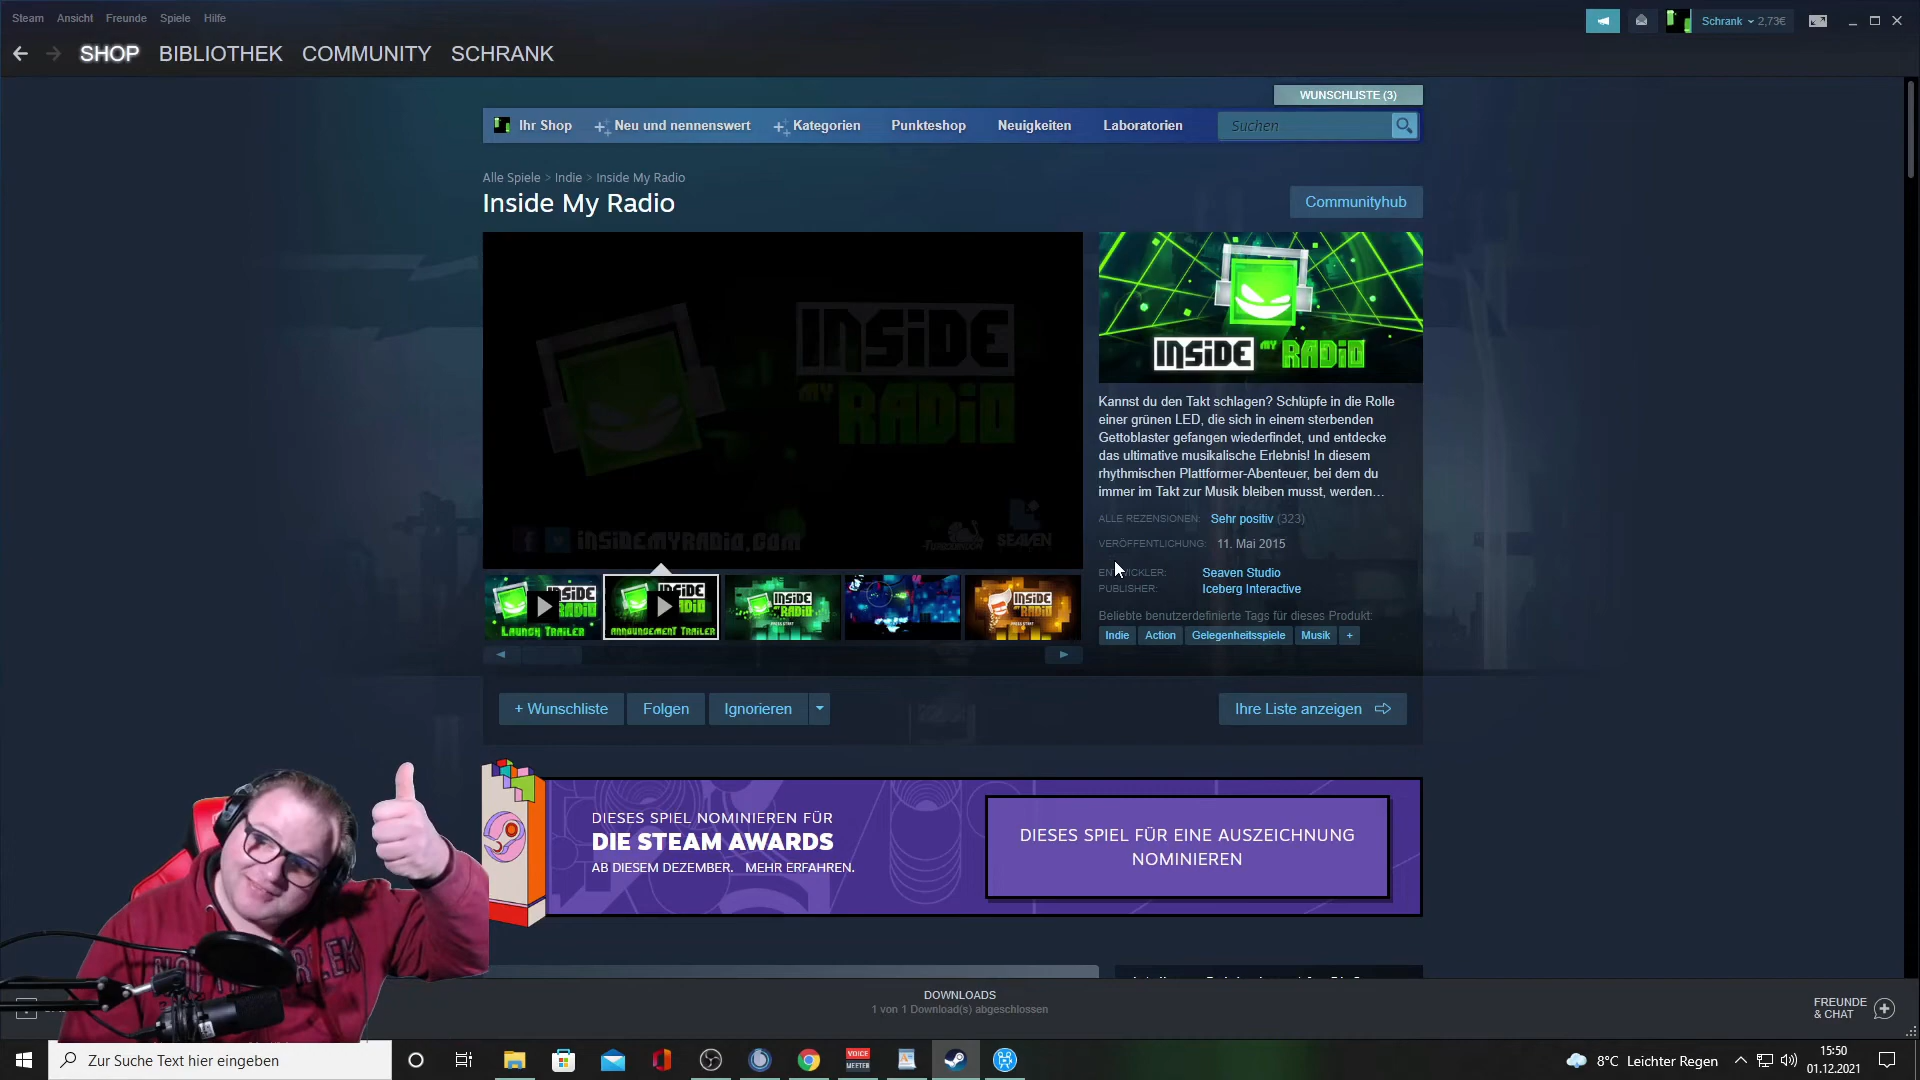 Steam Ansicht Freunde Spiele Hilfe
Schrank 2,73€
SHOP BIBLIOTHEK COMMUNITY SCHRANK
WUNSCHLISTE (3)
Ihr Shop Neu und nennenswert Kategorien Punkteshop Neuigkeiten Laboratorien Suchen
Alle Spiele > Indie > Inside My Radio
Inside My Radio
Communityhub
INSIDE
MY RADIO
INSIDEMYRADIO.COM
SEAVEN
INSIDE MY RADIO
Kannst du den Takt schlagen? Schlüpfe in die Rolle
einer grünen LED, die sich in einem sterbenden
Gettoblaster gefangen wiederfindet, und entdecke
das ultimative musikalische Erlebnis! In diesem
rhythmischen Plattformer-Abenteuer, bei dem du
immer im Takt zur Musik bleiben musst, werden...
ALLE REZENSIONEN: Sehr positiv (323)
VERÖFFENTLICHUNG: 11. Mai 2015
Seaven Studio
PUBLISHER: Iceberg Interactive
Beliebte benutzerdefinierte Tags für dieses Produkt:
Indie Action Gelegenheitsspiele Musik +
LAUNCH TRAILER
ANNOUNCEMENT TRAILER
INSIDE
RADIO
PRESS START
INSIDE
RADIO
+ Wunschliste Folgen Ignorieren Ihre Liste anzeigen
DIESES SPIEL NOMINIEREN FÜR
DIE STEAM AWARDS
AB DIESEM DEZEMBER. MEHR ERFAHREN.
DIESES SPIEL FÜR EINE AUSZEICHNUNG
NOMINIEREN
DOWNLOADS
1 von 1 Download(s) abgeschlossen
FREUNDE
& CHAT
Zur Suche Text hier eingeben
VOICE
MEETER
8°C Leichter Regen
15:50
01.12.2021